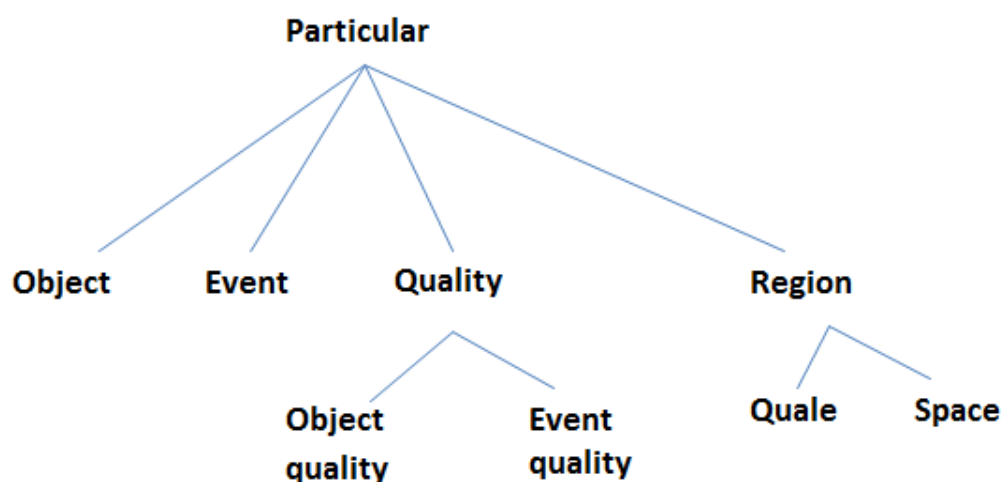 Particular
Object Event Quality Region
Object Event Quale Space
quality quality